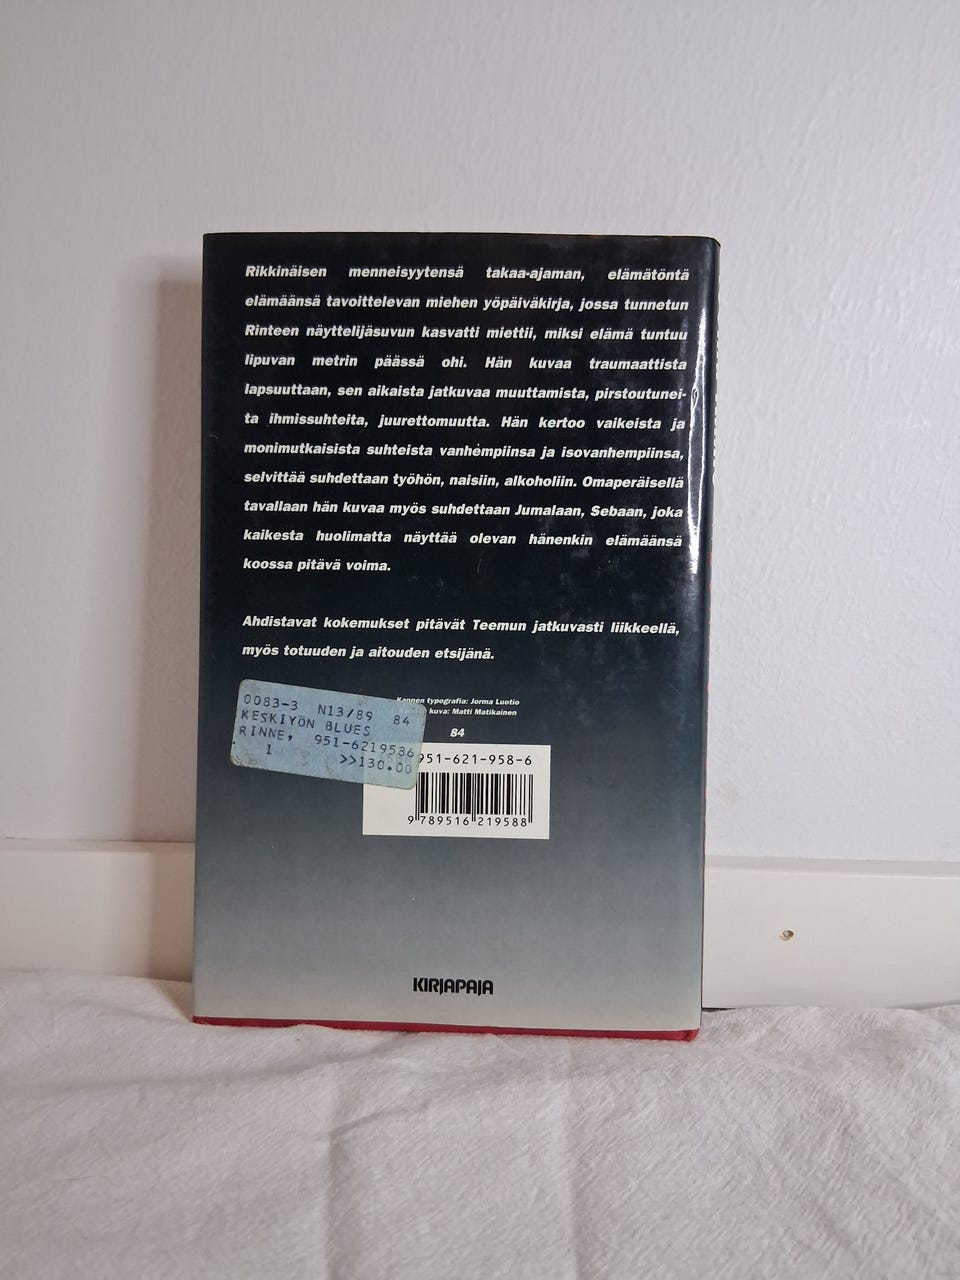 Rikkinäisen menneisyytensä takaa-ajaman, elämätöntä
elämäänsä tavoittelevan miehen yöpäiväkirja, jossa tunnetun
Rinteen näyttelijäsuvun kasvatti miettii, miksi elämä tuntuu
lipuvan metrin päässä ohi. Hän kuvaa traumaattista
lapsuuttaan, sen aikaista jatkuvaa muuttamista, pirstoutunei-
ta ihmissuhteita, juurettomuutta. Hän kertoo vaikeista ja
monimutkaisista suhteista vanhempiinsa ja isovanhempiinsa,
selvittää suhdettaan työhön, naisiin, alkoholiin. Omaperäisellä
tavallaan hän kuvaa myös suhdettaan Jumalaan, Sebaan, joka
kaikesta huolimatta näyttää olevan hänenkin elämäänsä
koossa pitävä voima.
Ahdistavat kokemukset pitävät Teemun jatkuvasti liikkeellä,
myös totuuden ja aitouden etsijänä.
Kannen typografia: Jorma Luotio
kuva: Matti Matikainen
84
0083-3 N13/89 84
KESKIYÖN BLUES
RINNE, 951-6219586
1 >>130.00
951-621-958-6
9 789516 219588
KIRJAPAJA